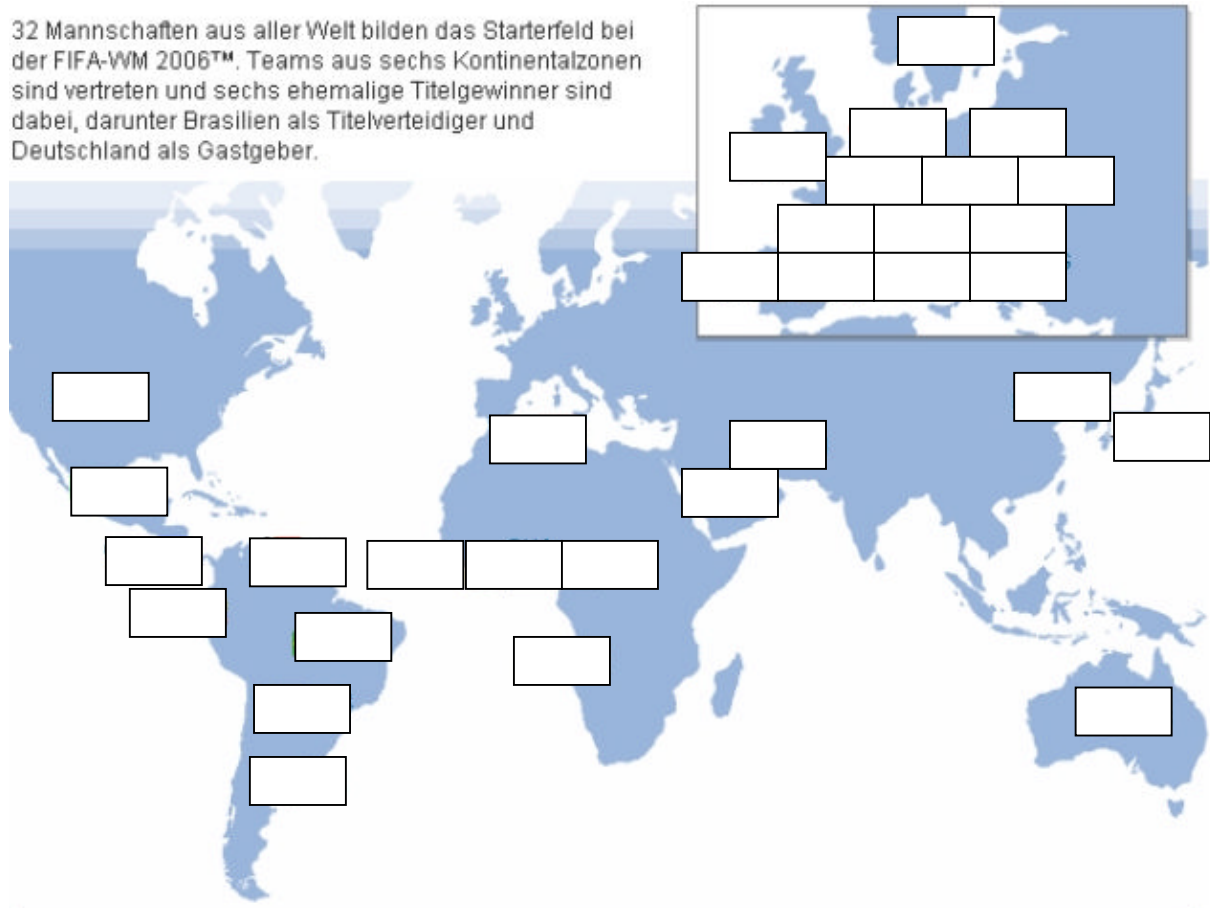 32 Mannschaften aus aller Welt bilden das Starterfeld bei
der FIFA-WM 2006™. Teams aus sechs Kontinentalzonen
sind vertreten und sechs ehemalige Titelgewinner sind
dabei, darunter Brasilien als Titelverteidiger und
Deutschland als Gastgeber.